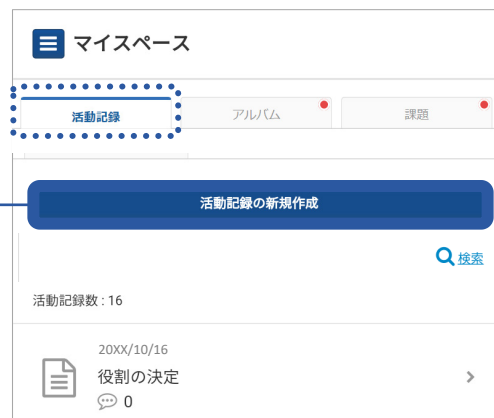 マイスペース
活動記録
アルバム
課題
活動記録の新規作成
検索
活動記録数 : 16
20XX/10/16
役割の決定
0